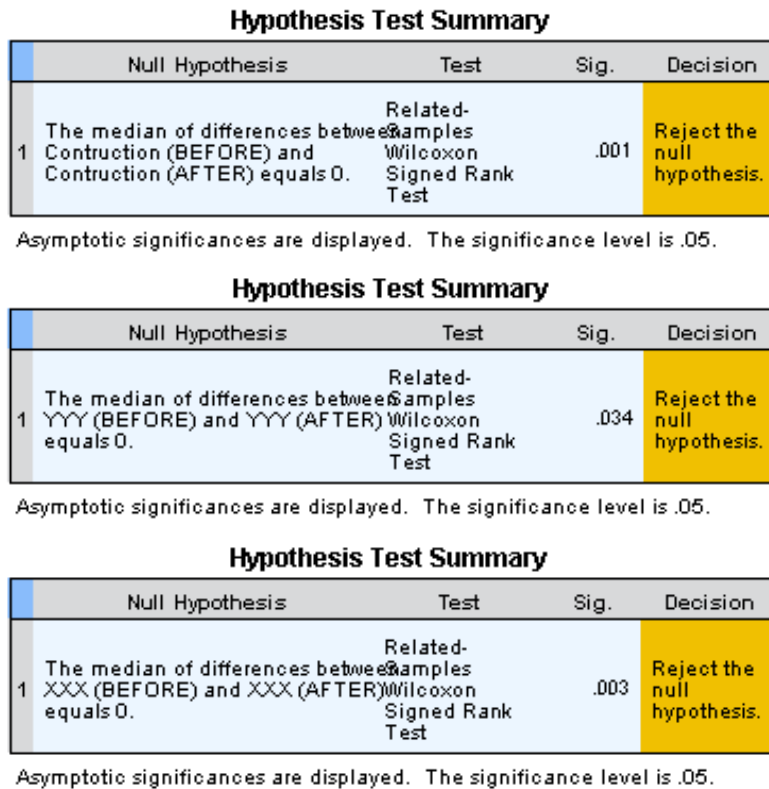 Hypothesis Test Summary
Null Hypothesis Test Sig. Decision
1 The median of differences between Contruction (BEFORE) and Contruction (AFTER) equals 0. Related-Samples Wilcoxon Signed Rank Test .001 Reject the null hypothesis.
Asymptotic significances are displayed. The significance level is .05.
Hypothesis Test Summary
Null Hypothesis Test Sig. Decision
1 The median of differences between YYY (BEFORE) and YYY (AFTER) equals 0. Related-Samples Wilcoxon Signed Rank Test .034 Reject the null hypothesis.
Asymptotic significances are displayed. The significance level is .05.
Hypothesis Test Summary
Null Hypothesis Test Sig. Decision
1 The median of differences between XXX (BEFORE) and XXX (AFTER) equals 0. Related-Samples Wilcoxon Signed Rank Test .003 Reject the null hypothesis.
Asymptotic significances are displayed. The significance level is .05.